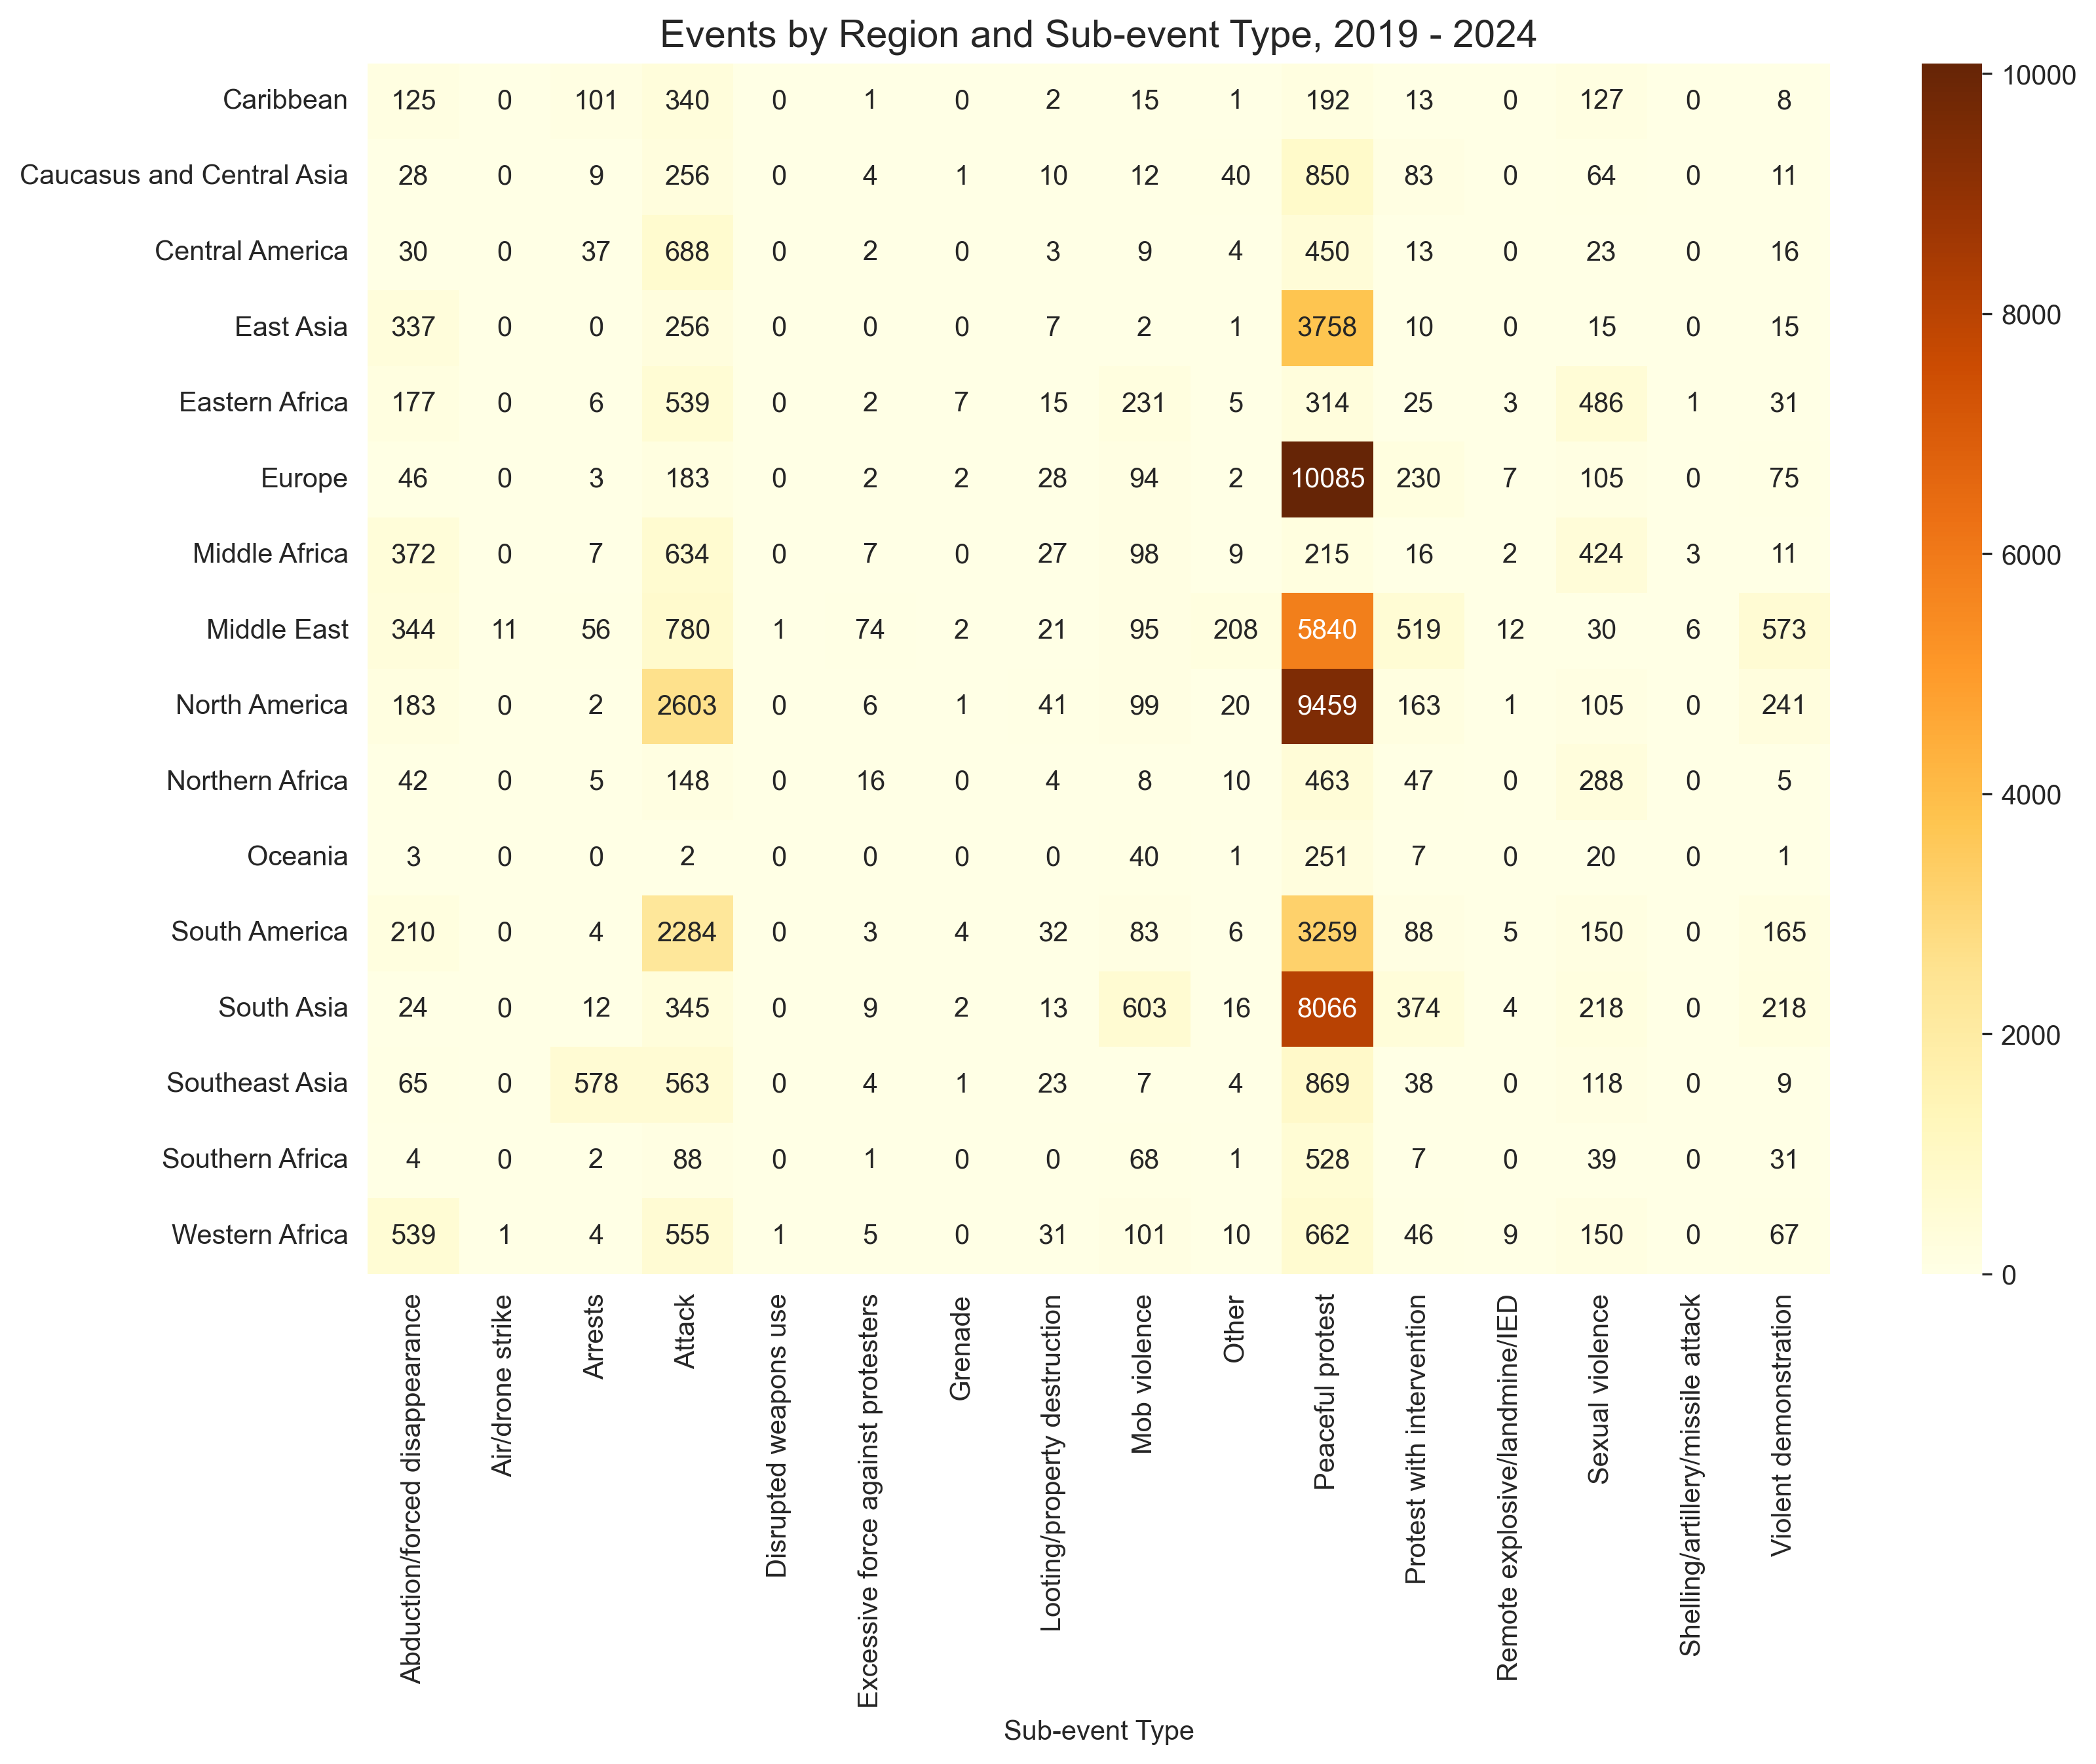 Events by Region and Sub-event Type, 2019 - 2024
Caribbean 125 0 101 340 0 1 0 2 15 1 192 13 0 127 0 8
Caucasus and Central Asia 28 0 9 256 0 4 1 10 12 40 850 83 0 64 0 11
Central America 30 0 37 688 0 2 0 3 9 4 450 13 0 23 0 16
East Asia 337 0 0 256 0 0 0 7 2 1 3758 10 0 15 0 15
Eastern Africa 177 0 6 539 0 2 7 15 231 5 314 25 3 486 1 31
Europe 46 0 3 183 0 2 2 28 94 2 10085 230 7 105 0 75
Middle Africa 372 0 7 634 0 7 0 27 98 9 215 16 2 424 3 11
Middle East 344 11 56 780 1 74 2 21 95 208 5840 519 12 30 6 573
North America 183 0 2 2603 0 6 1 41 99 20 9459 163 1 105 0 241
Northern Africa 42 0 5 148 0 16 0 4 8 10 463 47 0 288 0 5
Oceania 3 0 0 2 0 0 0 0 40 1 251 7 0 20 0 1
South America 210 0 4 2284 0 3 4 32 83 6 3259 88 5 150 0 165
South Asia 24 0 12 345 0 9 2 13 603 16 8066 374 4 218 0 218
Southeast Asia 65 0 578 563 0 4 1 23 7 4 869 38 0 118 0 9
Southern Africa 4 0 2 88 0 1 0 0 68 1 528 7 0 39 0 31
Western Africa 539 1 4 555 1 5 0 31 101 10 662 46 9 150 0 67
Abduction/forced disappearance
Air/drone strike
Arrests
Attack
Disrupted weapons use
Excessive force against protesters
Grenade
Looting/property destruction
Mob violence
Other
Peaceful protest
Protest with intervention
Remote explosive/landmine/IED
Sexual violence
Shelling/artillery/missile attack
Violent demonstration
Sub-event Type
10000
8000
6000
4000
2000
0